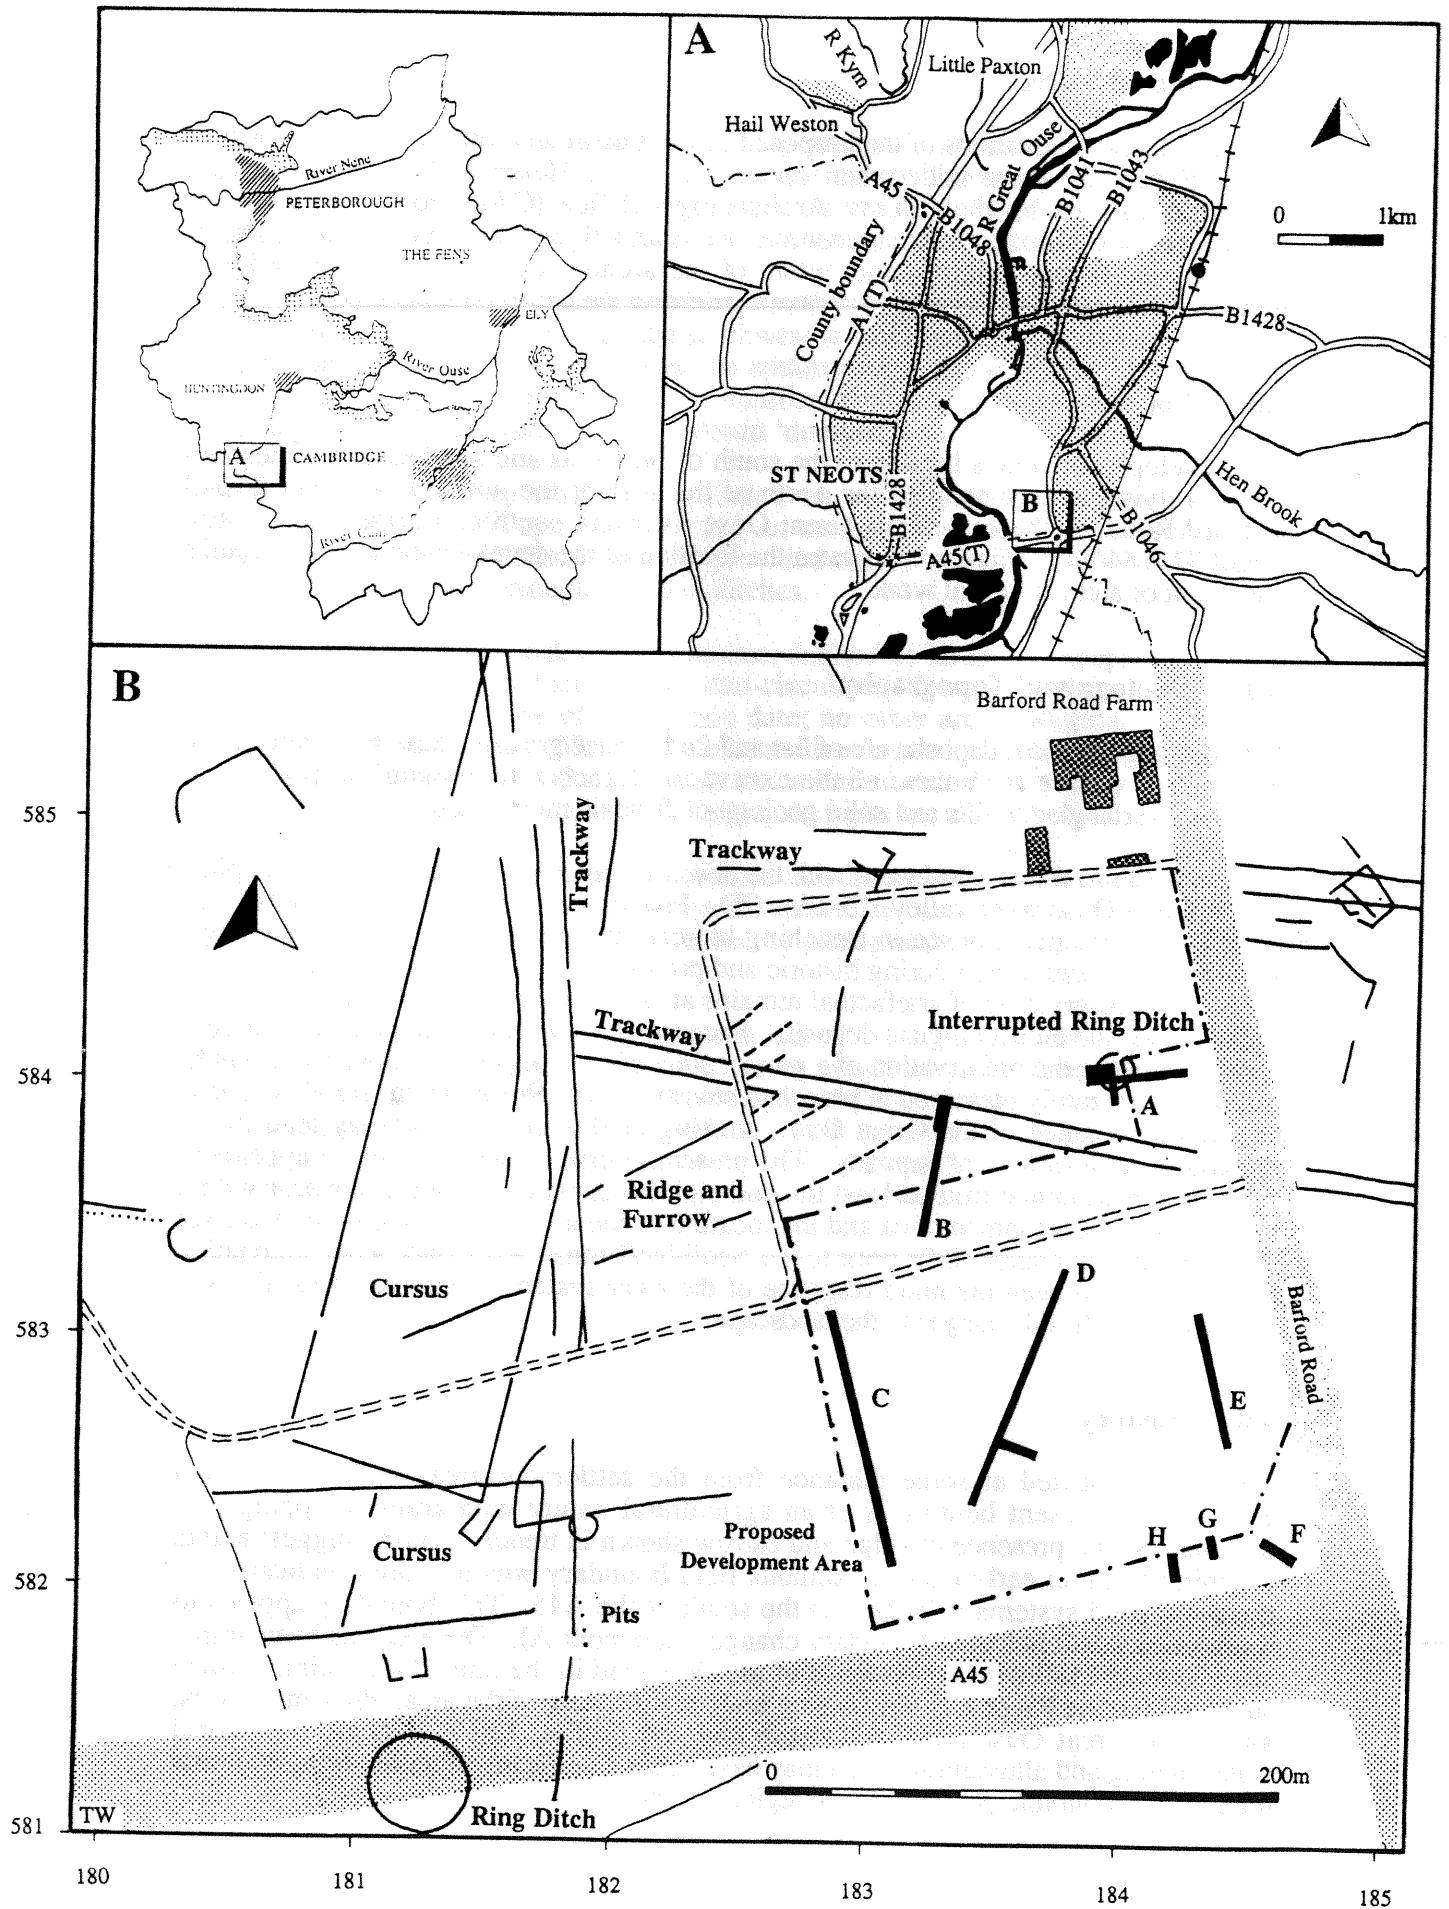 River Nene
PETERBOROUGH
THE FENS
ELY
River Ouse
HUNTINGDON
A
CAMBRIDGE
River Cam
A
R Kym
Little Paxton
Hail Weston
R Great Ouse
A45
B1048
B1041
B1043
0 1km
County boundary
A1(T)
B1428
ST NEOTS
B1428
B
Hen Brook
A45(T)
B1046
B
Barford Road Farm
585
Trackway
Trackway
Trackway
Interrupted Ring Ditch
584
A
Ridge and
Furrow
B
Cursus
D
583
Barford Road
C
E
Cursus
Proposed
Development Area
H
G
F
582
Pits
A45
0 200m
Ring Ditch
TW
581
180
181
182
183
184
185